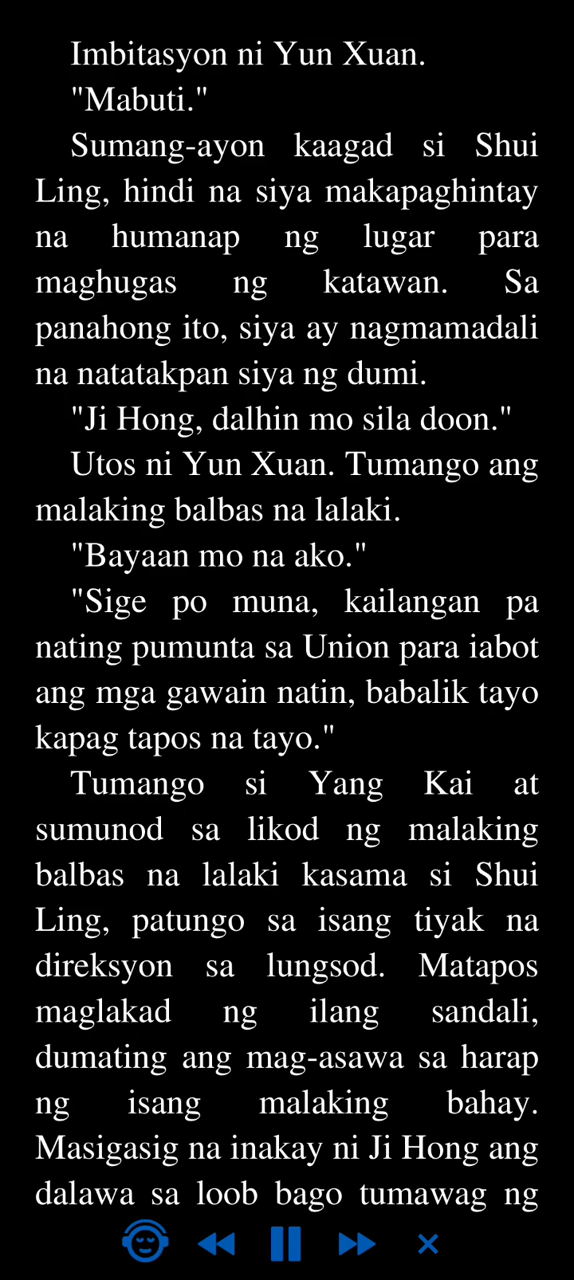 Imbitasyon ni Yun Xuan.
"Mabuti."
Sumang-ayon kaagad si Shui
Ling, hindi na siya makapaghintay
na humanap ng lugar para
maghugas ng katawan. Sa
panahong ito, siya ay nagmamadali
na natatakpan siya ng dumi.
"Ji Hong, dalhin mo sila doon."
Utos ni Yun Xuan. Tumango ang
malaking balbas na lalaki.
"Bayaan mo na ako."
"Sige po muna, kailangan pa
nating pumunta sa Union para iabot
ang mga gawain natin, babalik tayo
kapag tapos na tayo."
Tumango si Yang Kai at
sumunod sa likod ng malaking
balbas na lalaki kasama si Shui
Ling, patungo sa isang tiyak na
direksyon sa lungsod. Matapos
maglakad ng ilang sandali,
dumating ang mag-asawa sa harap
ng isang malaking bahay.
Masigasig na inakay ni Ji Hong ang
dalawa sa loob bago tumawag ng